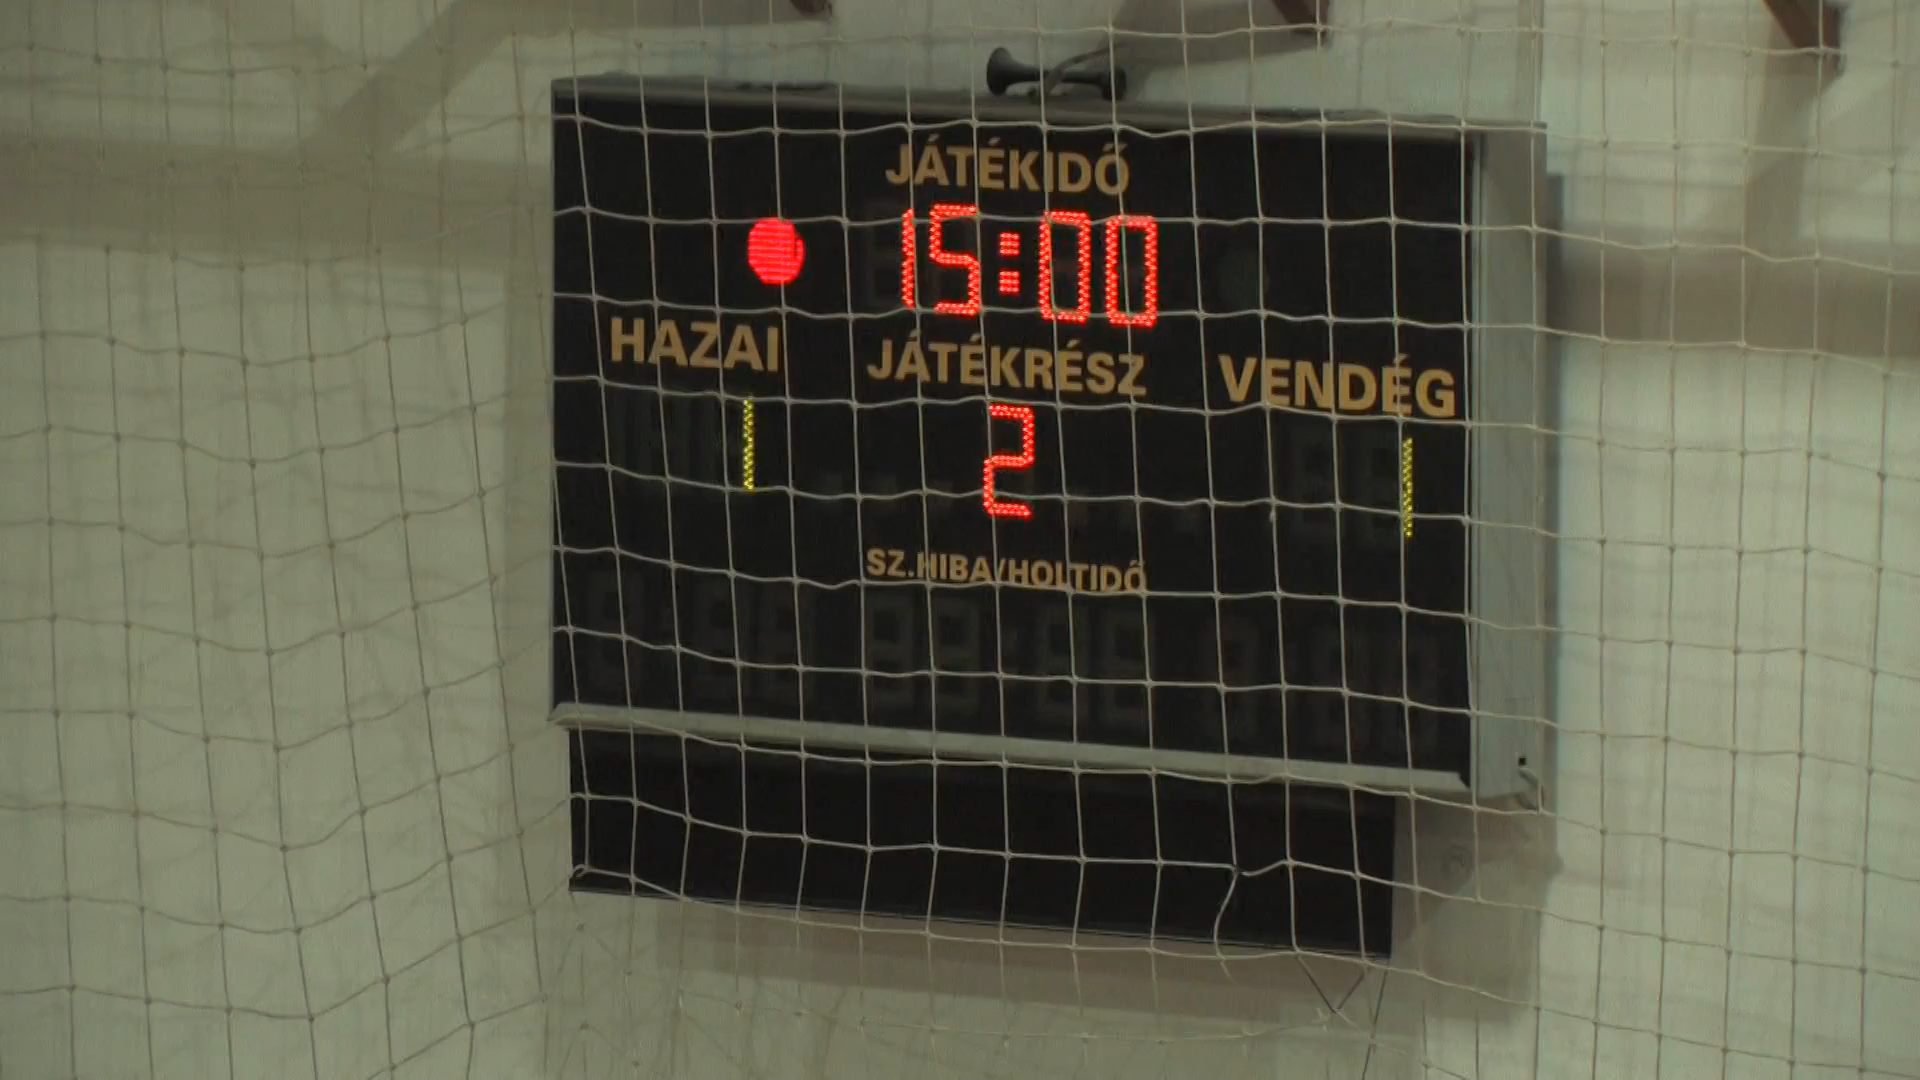 JÁTÉKIDŐ
15:00
HAZAI JÁTÉKRÉSZ VENDÉG
1 2 1
SZ.HIBA/HOLTIDŐ